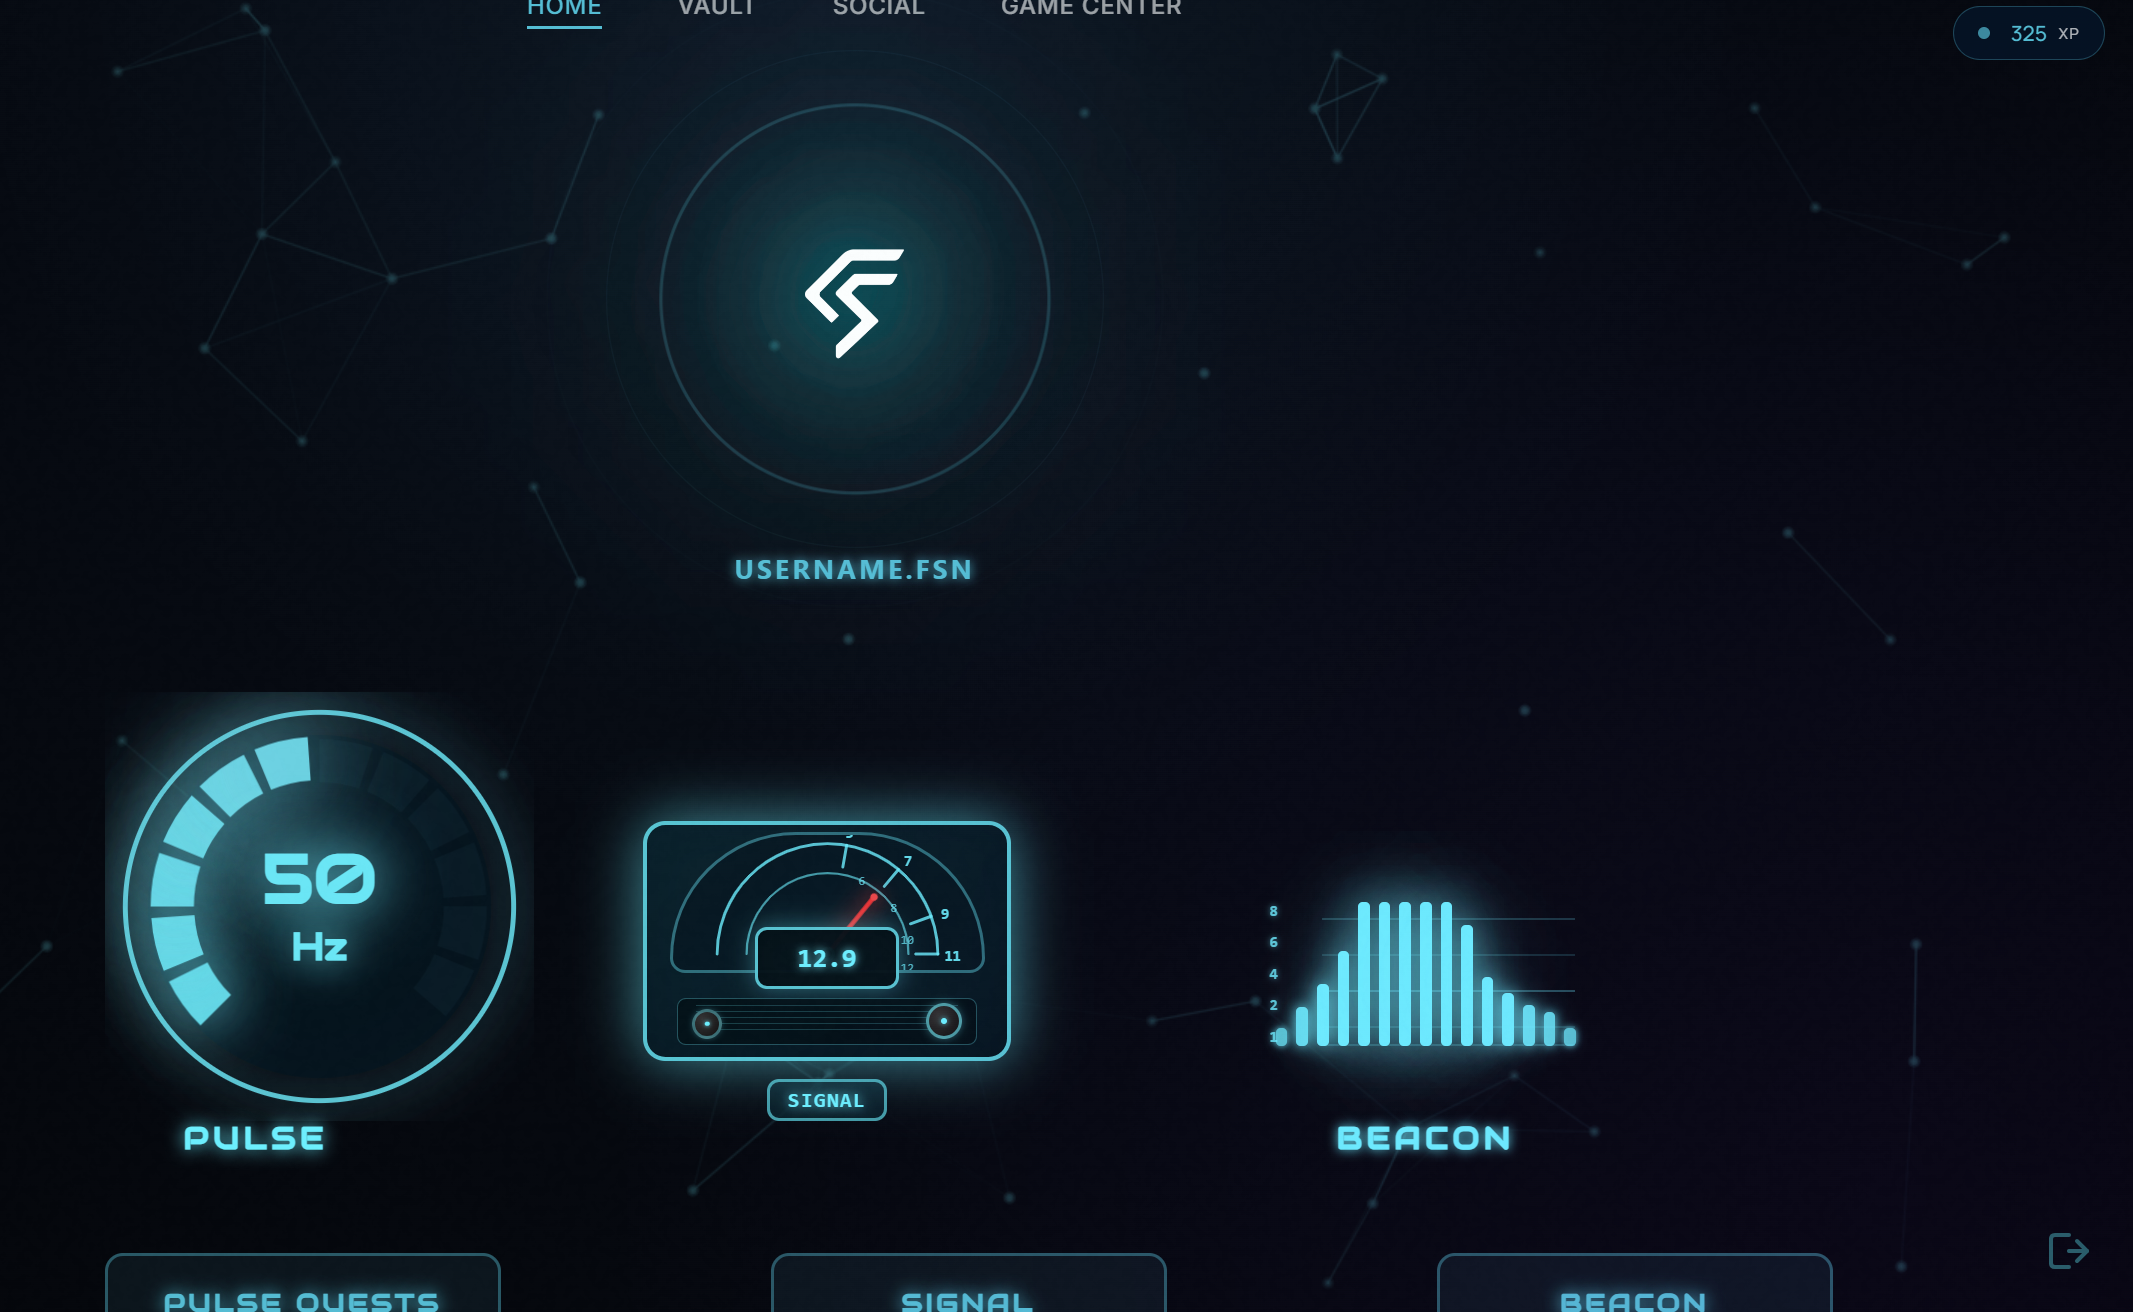 HOME VAULT SOCIAL GAME CENTER
325 XP
USERNAME.FSN
50
Hz
PULSE
7
6
8
9
10
11
12
12.9
SIGNAL
8
6
4
2
1
BEACON
PULSE QUESTS
SIGNAL
BEACON